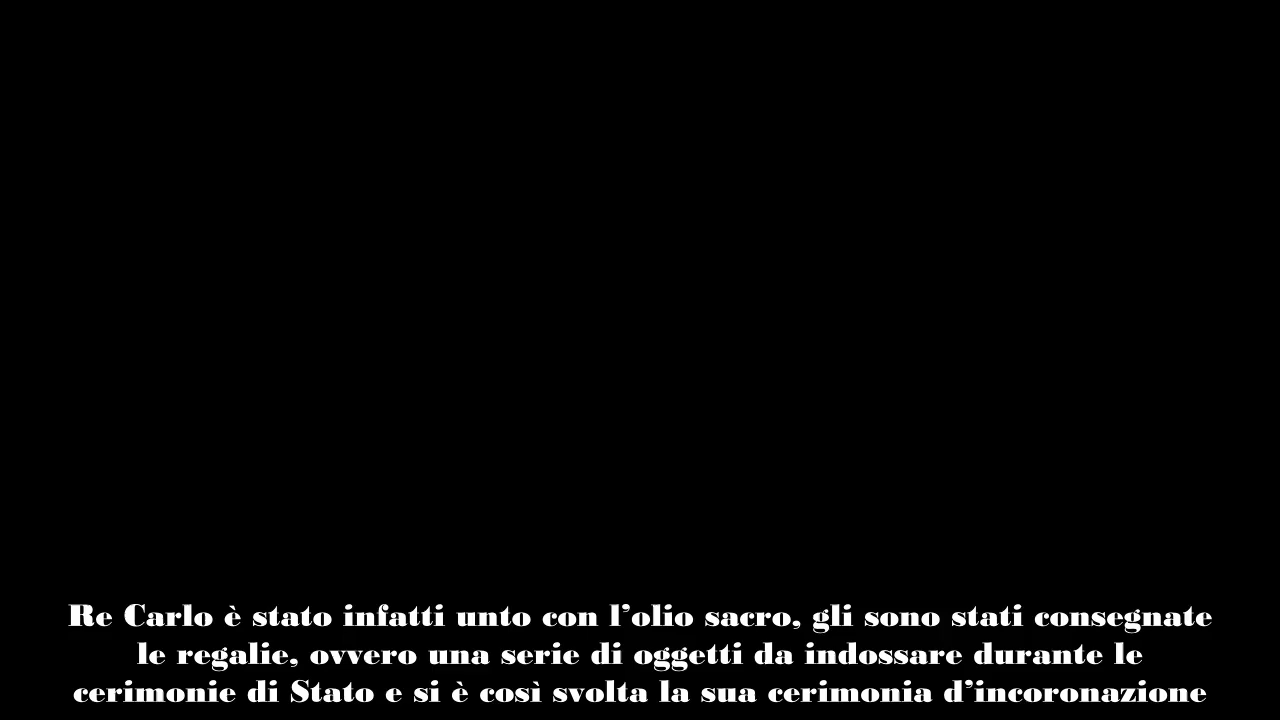 Re Carlo è stato infatti unto con l’olio sacro, gli sono stati consegnate
le regalie, ovvero una serie di oggetti da indossare durante le
cerimonie di Stato e si è così svolta la sua cerimonia d’incoronazione